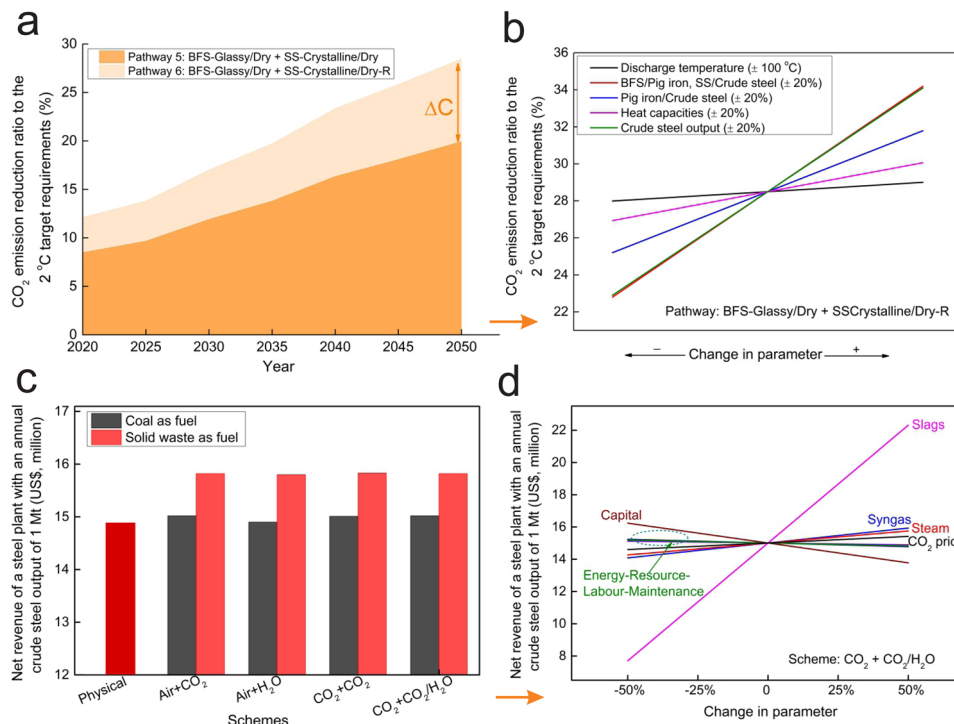 a
CO2 emission reduction ratio to the
2 °C target requirements (%)
30
25
20
15
10
5
0
Pathway 5: BFS-Glassy/Dry + SS-Crystalline/Dry
Pathway 6: BFS-Glassy/Dry + SS-Crystalline/Dry-R
ΔC
2020 2025 2030 2035 2040 2045 2050
Year
b
CO2 emission reduction ratio to the
2 °C target requirements (%)
36
34
32
30
28
26
24
22
Discharge temperature (± 100 °C)
BFS/Pig iron, SS/Crude steel (± 20%)
Pig iron/Crude steel (± 20%)
Heat capacities (± 20%)
Crude steel output (± 20%)
Pathway: BFS-Glassy/Dry + SSCrystalline/Dry-R
− Change in parameter +
c
Net revenue of a steel plant with an annual
crude steel output of 1 Mt (US$, million)
17
16
15
14
13
12
Coal as fuel
Solid waste as fuel
Physical Air+CO2 Air+H2O CO2+CO2 CO2+CO2/H2O
Schemes
d
Net revenue of a steel plant with an annual
crude steel output of 1 Mt (US$, million)
22
20
18
16
14
12
10
8
Slags
Capital
Syngas
Steam
CO2 pric
Energy-Resource-
Labour-Maintenance
Scheme: CO2 + CO2/H2O
-50% -25% 0 25% 50%
Change in parameter